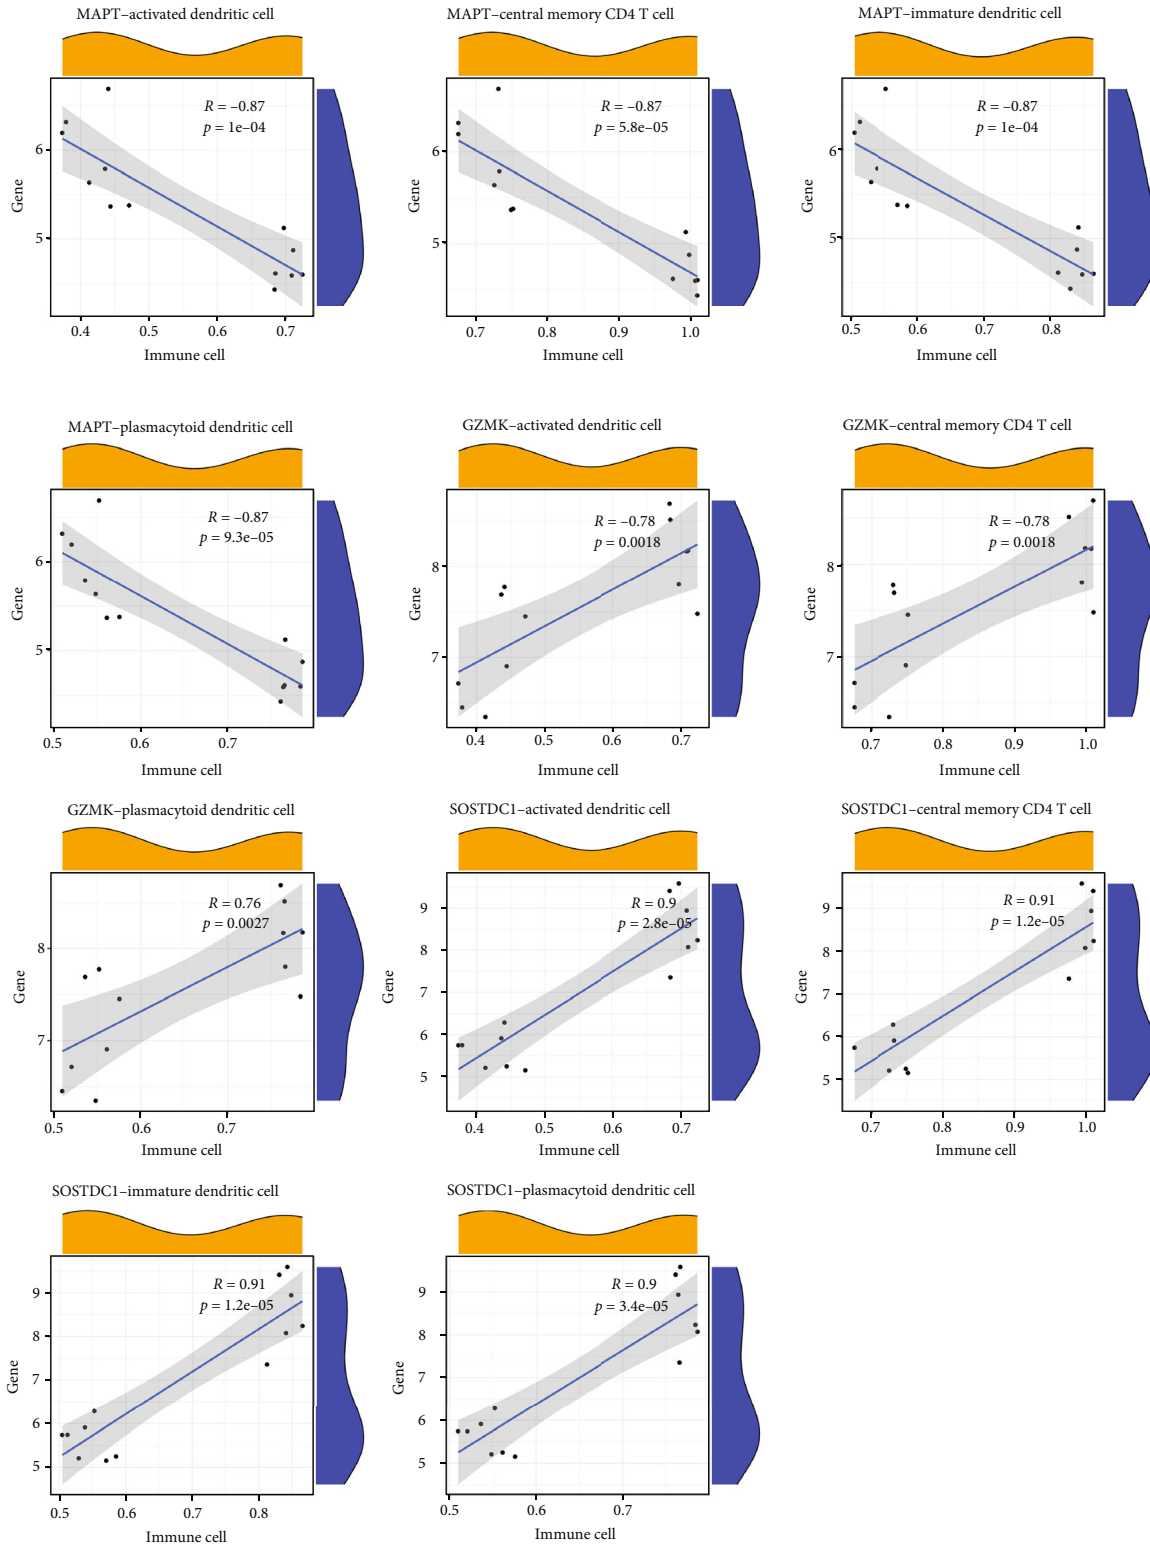 MAPT–activated dendritic cell
R = –0.87
p = 1e–04
6
5
Gene
0.4 0.5 0.6 0.7
Immune cell
MAPT–central memory CD4 T cell
R = –0.87
p = 5.8e–05
6
5
Gene
0.7 0.8 0.9 1.0
Immune cell
MAPT–immature dendritic cell
R = –0.87
p = 1e–04
6
5
Gene
0.5 0.6 0.7 0.8
Immune cell
MAPT–plasmacytoid dendritic cell
R = –0.87
p = 9.3e–05
6
5
Gene
0.5 0.6 0.7
Immune cell
GZMK–activated dendritic cell
R = –0.78
p = 0.0018
8
7
Gene
0.4 0.5 0.6 0.7
Immune cell
GZMK–central memory CD4 T cell
R = –0.78
p = 0.0018
8
7
Gene
0.7 0.8 0.9 1.0
Immune cell
GZMK–plasmacytoid dendritic cell
R = 0.76
p = 0.0027
8
7
Gene
0.5 0.6 0.7
Immune cell
SOSTDC1–activated dendritic cell
R = 0.9
p = 2.8e–05
9
8
7
6
5
Gene
0.4 0.5 0.6 0.7
Immune cell
SOSTDC1–central memory CD4 T cell
R = 0.91
p = 1.2e–05
9
8
7
6
5
Gene
0.7 0.8 0.9 1.0
Immune cell
SOSTDC1–immature dendritic cell
R = 0.91
p = 1.2e–05
9
8
7
6
5
Gene
0.5 0.6 0.7 0.8
Immune cell
SOSTDC1–plasmacytoid dendritic cell
R = 0.9
p = 3.4e–05
9
8
7
6
5
Gene
0.5 0.6 0.7
Immune cell